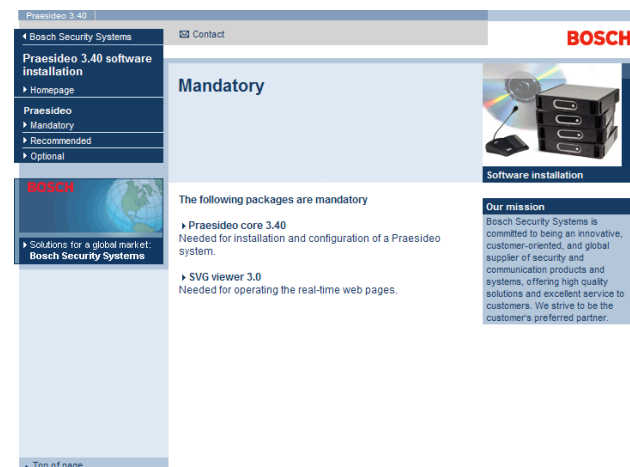 Praesideo 3.40
Bosch Security Systems
Contact
BOSCH
Praesideo 3.40 software
installation
Homepage
Praesideo
Mandatory
Recommended
Optional
BOSCH
Solutions for a global market:
Bosch Security Systems
Mandatory
The following packages are mandatory
Praesideo core 3.40
Needed for installation and configuration of a Praesideo
system.
SVG viewer 3.0
Needed for operating the real-time web pages.
Software installation
Our mission
Bosch Security Systems is
committed to being an innovative,
customer-oriented, and global
supplier of security and
communication products and
systems, offering high quality
solutions and excellent service to
customers. We strive to be the
customer's preferred partner.
Top of page